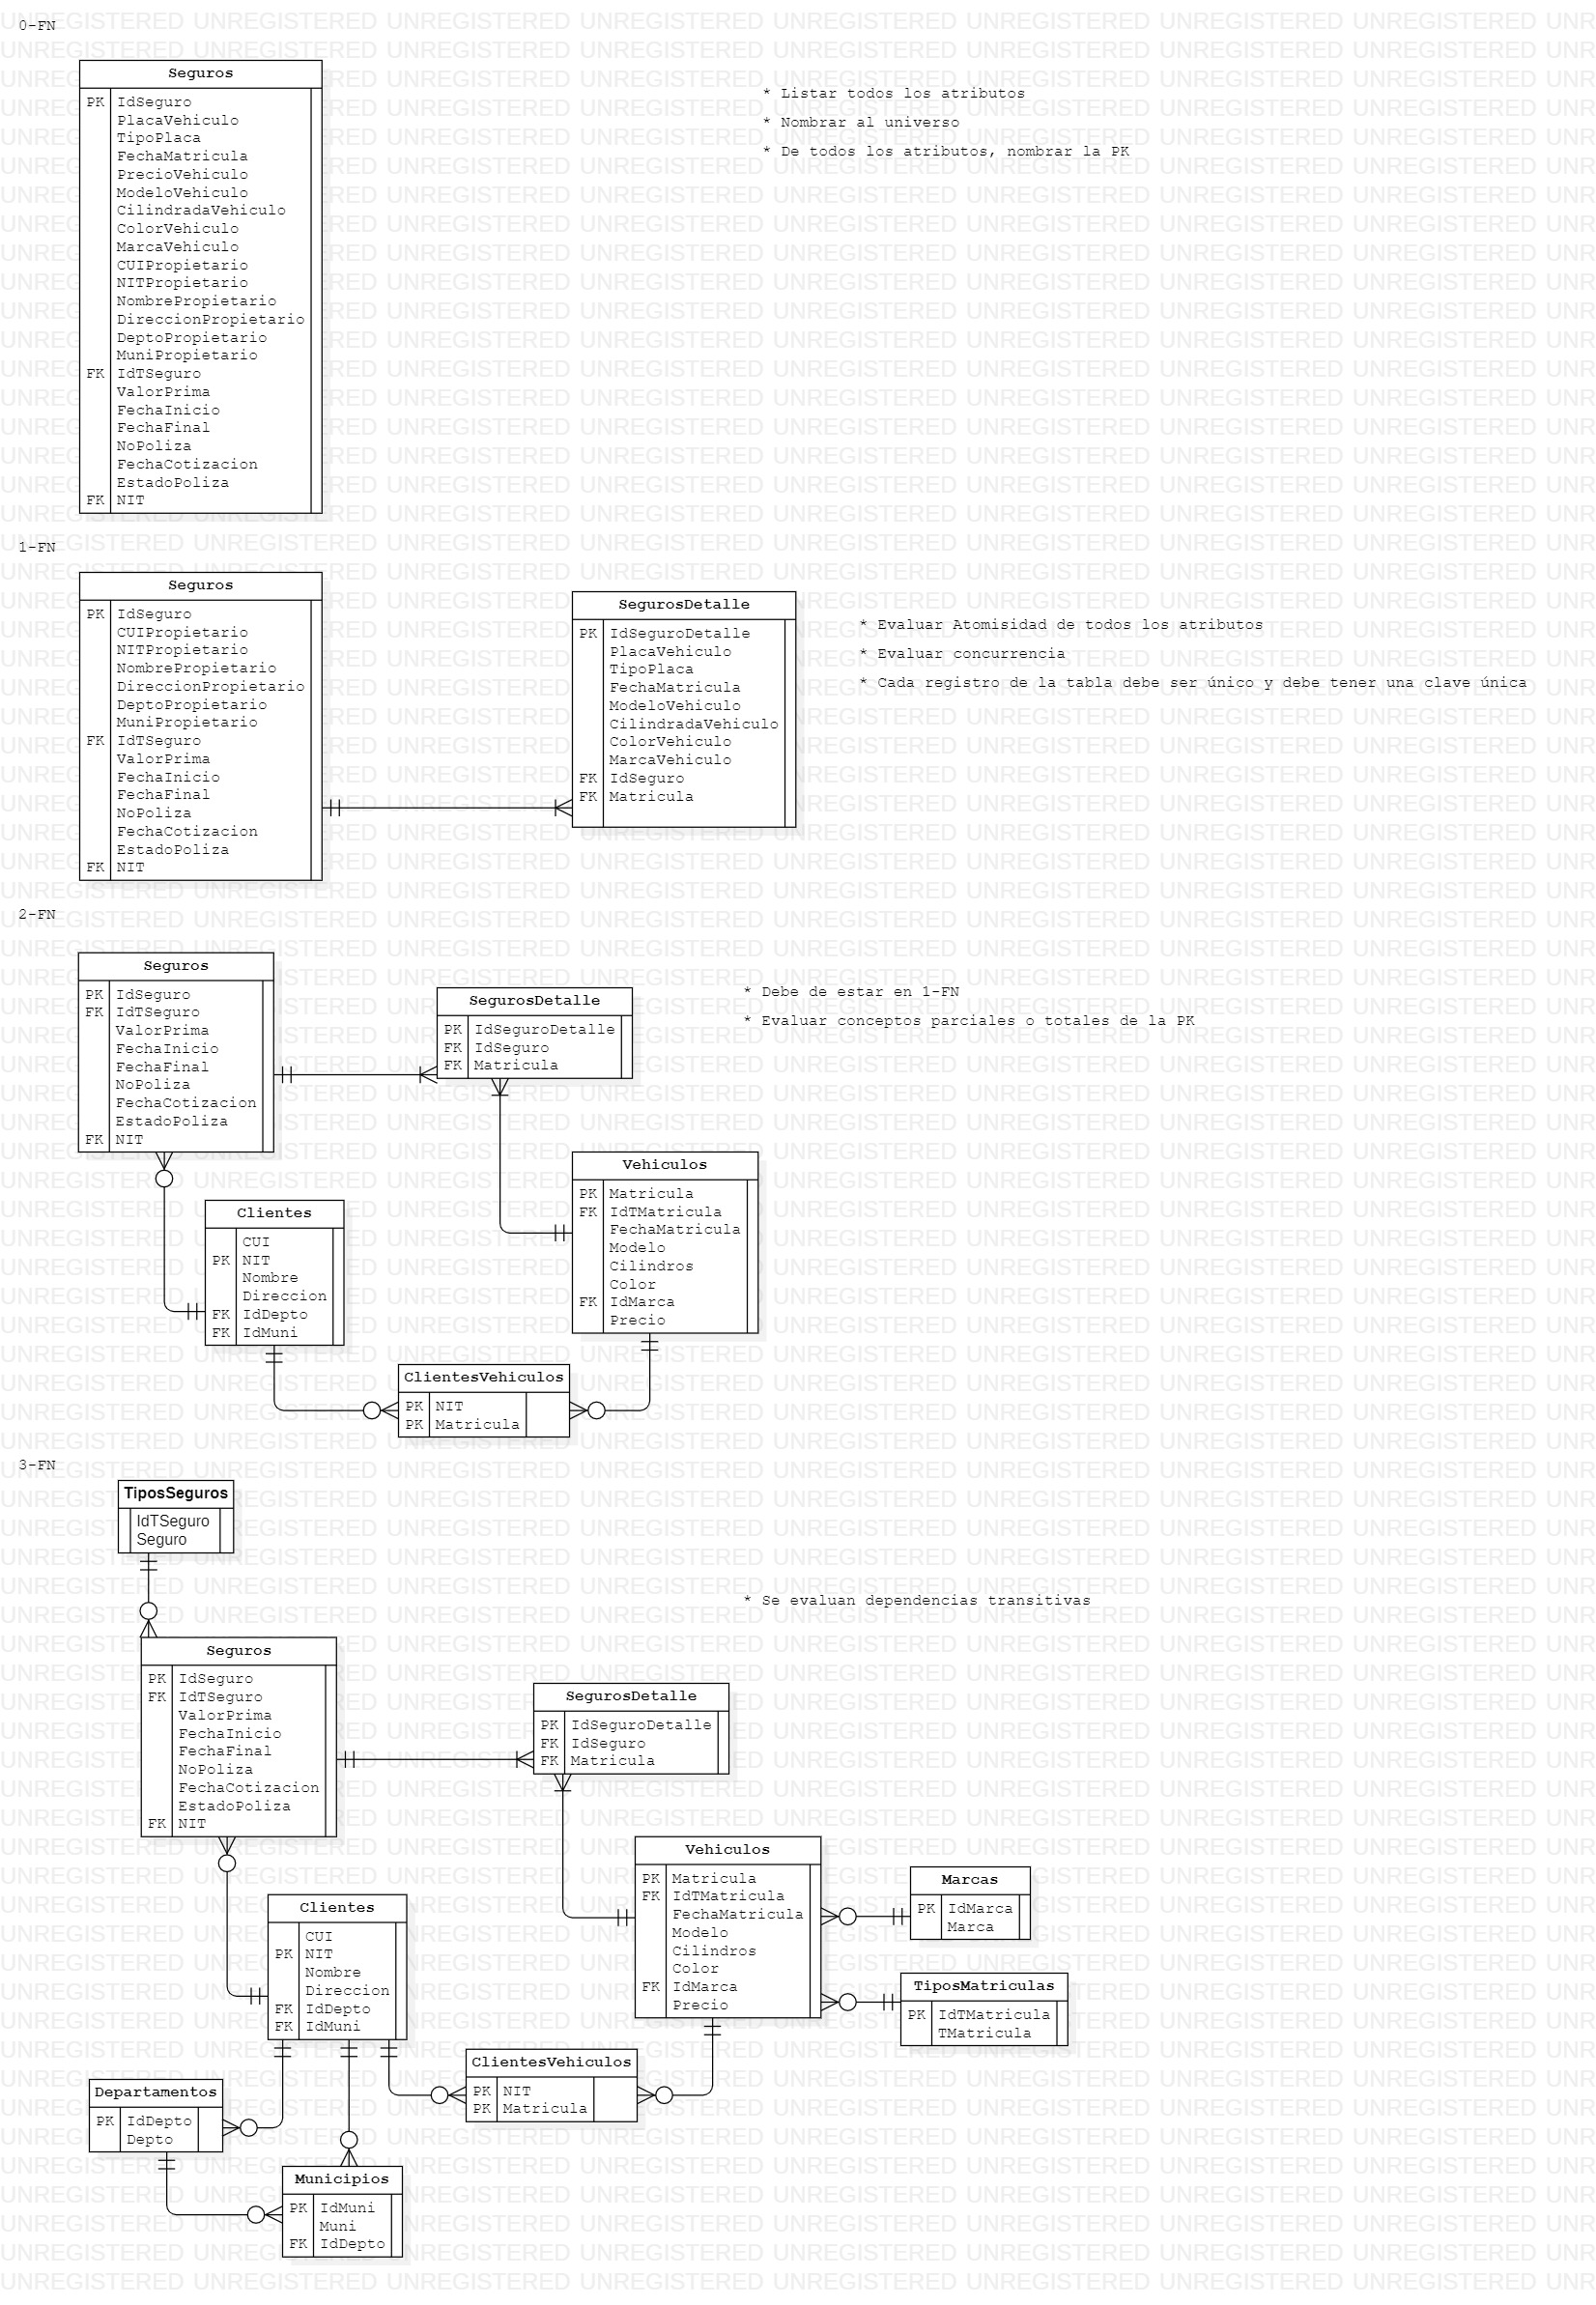 0-FN
Seguros
PK IdSeguro
PlacaVehiculo
TipoPlaca
FechaMatricula
PrecioVehiculo
ModeloVehiculo
CilindradaVehiculo
ColorVehiculo
MarcaVehiculo
CUIPropietario
NITPropietario
NombrePropietario
DireccionPropietario
DeptoPropietario
MuniPropietario
FK IdTSeguro
ValorPrima
FechaInicio
FechaFinal
NoPoliza
FechaCotizacion
EstadoPoliza
FK NIT
* Listar todos los atributos
* Nombrar al universo
* De todos los atributos, nombrar la PK
1-FN
Seguros
PK IdSeguro
CUIPropietario
NITPropietario
NombrePropietario
DireccionPropietario
DeptoPropietario
MuniPropietario
FK IdTSeguro
ValorPrima
FechaInicio
FechaFinal
NoPoliza
FechaCotizacion
EstadoPoliza
FK NIT
SegurosDetalle
PK IdSeguroDetalle
PlacaVehiculo
TipoPlaca
FechaMatricula
ModeloVehiculo
CilindradaVehiculo
ColorVehiculo
MarcaVehiculo
FK IdSeguro
FK Matricula
* Evaluar Atomisidad de todos los atributos
* Evaluar concurrencia
* Cada registro de la tabla debe ser único y debe tener una clave única
2-FN
Seguros
PK IdSeguro
FK IdTSeguro
ValorPrima
FechaInicio
FechaFinal
NoPoliza
FechaCotizacion
EstadoPoliza
FK NIT
SegurosDetalle
PK IdSeguroDetalle
FK IdSeguro
FK Matricula
* Debe de estar en 1-FN
* Evaluar conceptos parciales o totales de la PK
Vehiculos
PK Matricula
FK IdTMatricula
FechaMatricula
Modelo
Cilindros
Color
FK IdMarca
Precio
Clientes
CUI
PK NIT
Nombre
Direccion
FK IdDepto
FK IdMuni
ClientesVehiculos
PK NIT
PK Matricula
3-FN
TiposSeguros
IdTSeguro
Seguro
* Se evaluan dependencias transitivas
Seguros
PK IdSeguro
FK IdTSeguro
ValorPrima
FechaInicio
FechaFinal
NoPoliza
FechaCotizacion
EstadoPoliza
FK NIT
SegurosDetalle
PK IdSeguroDetalle
FK IdSeguro
FK Matricula
Vehiculos
PK Matricula
FK IdTMatricula
FechaMatricula
Modelo
Cilindros
Color
FK IdMarca
Precio
Marcas
PK IdMarca
Marca
TiposMatriculas
PK IdTMatricula
TMatricula
Clientes
CUI
PK NIT
Nombre
Direccion
FK IdDepto
FK IdMuni
ClientesVehiculos
PK NIT
PK Matricula
Departamentos
PK IdDepto
Depto
Municipios
PK IdMuni
Muni
FK IdDepto